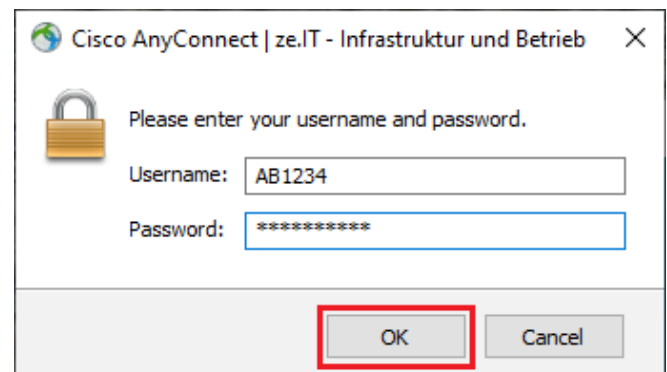 Cisco AnyConnect | ze.IT - Infrastruktur und Betrieb
Please enter your username and password.
Username: AB1234
Password: **********
OK Cancel